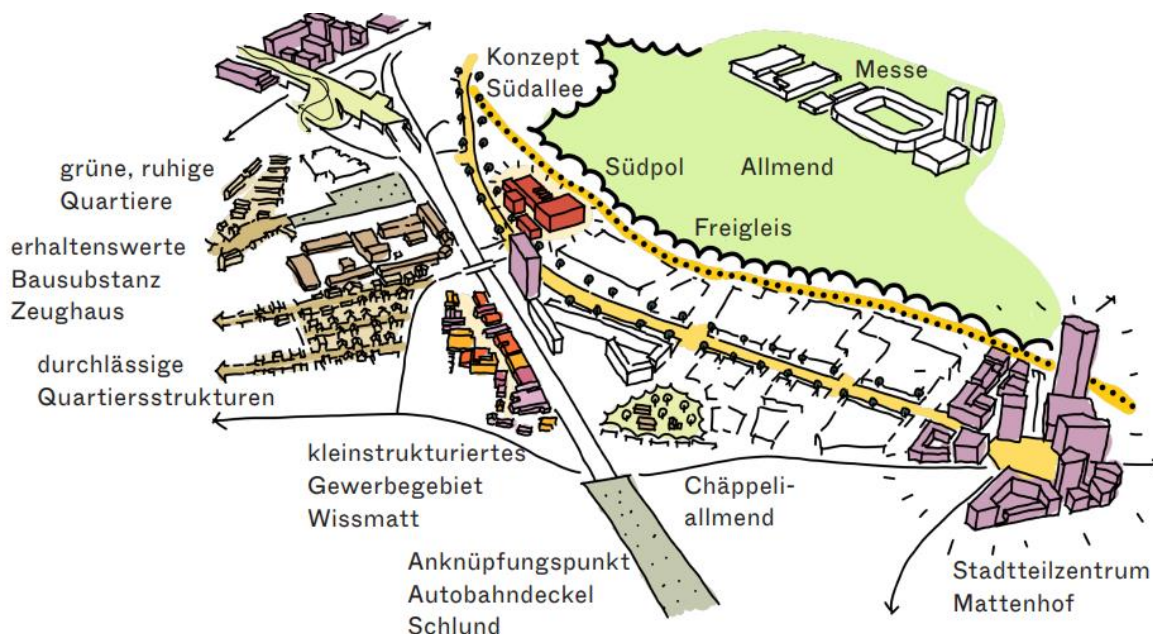 Konzept
Südallee
Messe
grüne, ruhige
Quartiere
Südpol
Allmend
Freigleis
erhaltenswerte
Bausubstanz
Zeughaus
durchlässige
Quartiersstrukturen
kleinstrukturiertes
Gewerbegebiet
Wissmatt
Chäppeli-
allmend
Anknüpfungspunkt
Autobahndeckel
Schlund
Stadtteilzentrum
Mattenhof